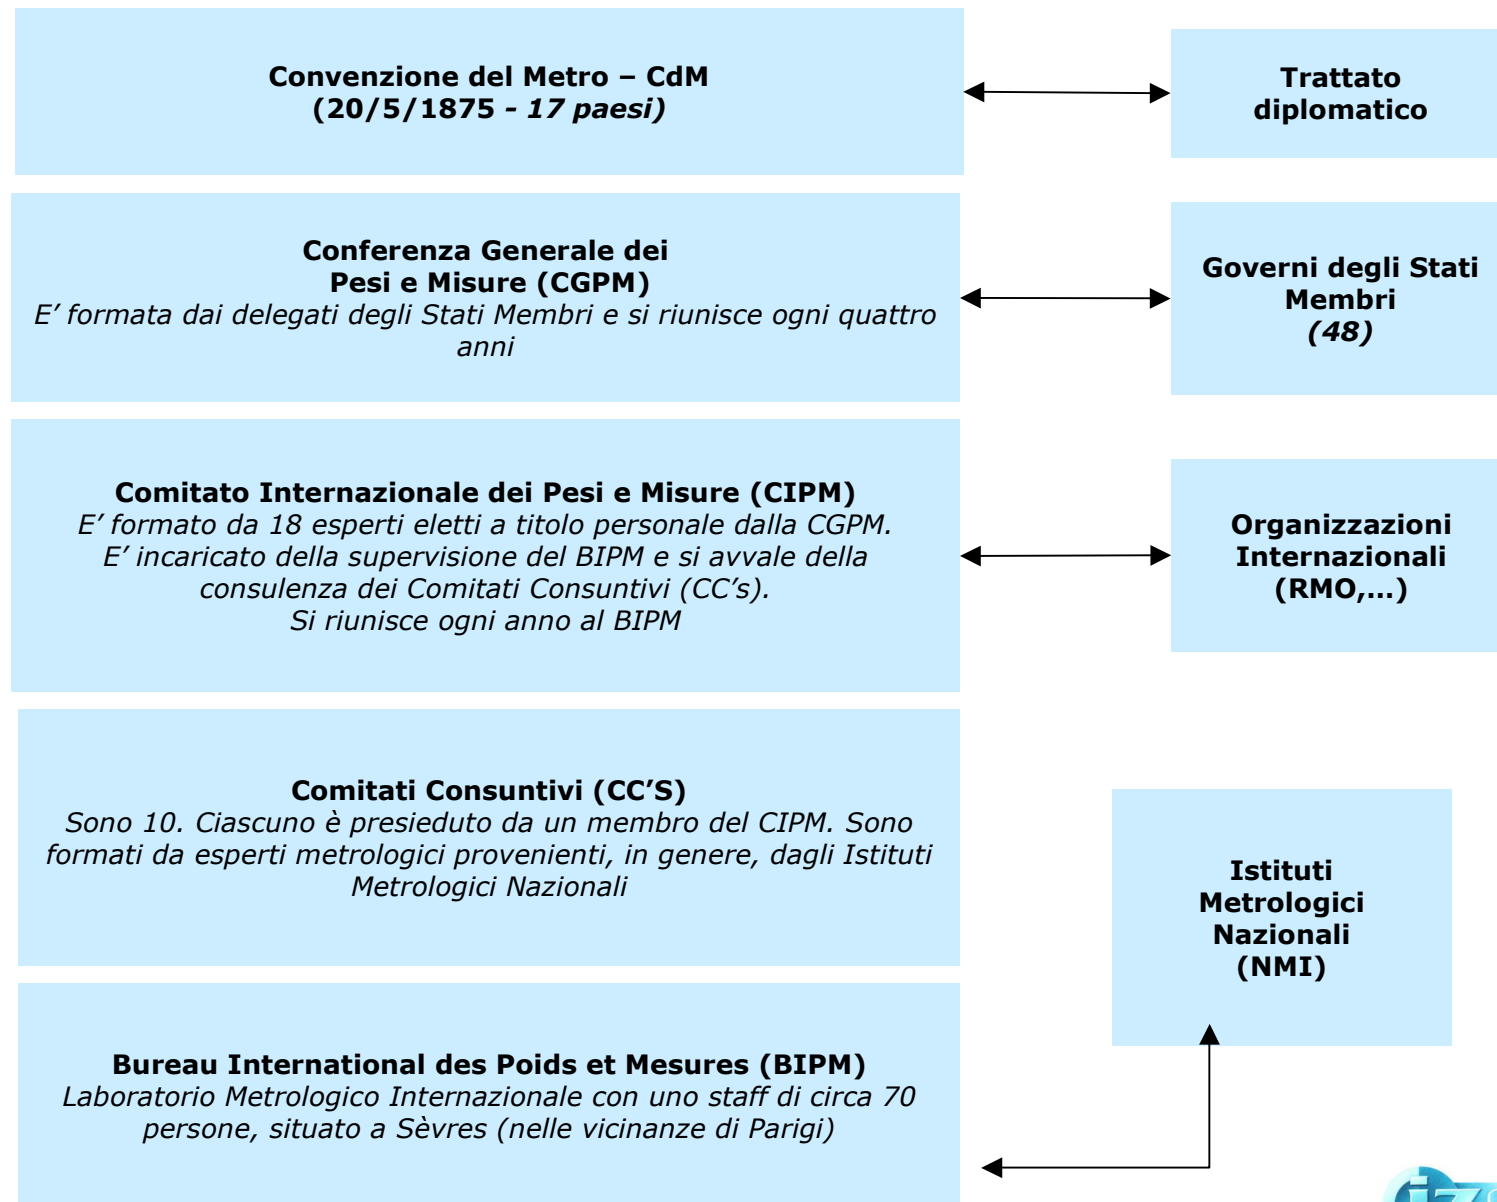 Convenzione del Metro – CdM
(20/5/1875 - 17 paesi)
Trattato
diplomatico
Conferenza Generale dei
Pesi e Misure (CGPM)
E’ formata dai delegati degli Stati Membri e si riunisce ogni quattro
anni
Governi degli Stati
Membri
(48)
Comitato Internazionale dei Pesi e Misure (CIPM)
E’ formato da 18 esperti eletti a titolo personale dalla CGPM.
E’ incaricato della supervisione del BIPM e si avvale della
consulenza dei Comitati Consuntivi (CC’s).
Si riunisce ogni anno al BIPM
Organizzazioni
Internazionali
(RMO,...)
Comitati Consuntivi (CC’S)
Sono 10. Ciascuno è presieduto da un membro del CIPM. Sono
formati da esperti metrologici provenienti, in genere, dagli Istituti
Metrologici Nazionali
Istituti
Metrologici
Nazionali
(NMI)
Bureau International des Poids et Mesures (BIPM)
Laboratorio Metrologico Internazionale con uno staff di circa 70
persone, situato a Sèvres (nelle vicinanze di Parigi)